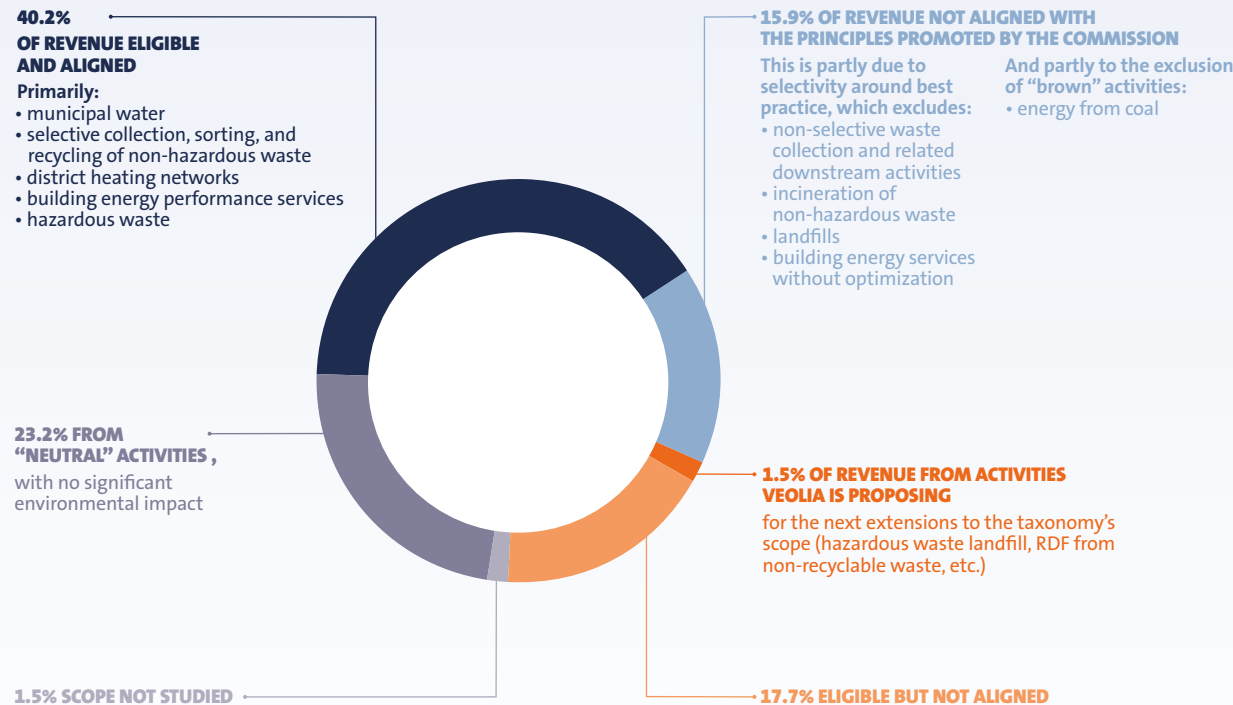 40.2%
OF REVENUE ELIGIBLE
AND ALIGNED
Primarily:
• municipal water
• selective collection, sorting, and
recycling of non-hazardous waste
• district heating networks
• building energy performance services
• hazardous waste
15.9% OF REVENUE NOT ALIGNED WITH
THE PRINCIPLES PROMOTED BY THE COMMISSION
This is partly due to
selectivity around best
practice, which excludes:
• non-selective waste
collection and related
downstream activities
• incineration of
non-hazardous waste
• landfills
• building energy services
without optimization
And partly to the exclusion
of “brown” activities:
• energy from coal
23.2% FROM
“NEUTRAL” ACTIVITIES ,
with no significant
environmental impact
1.5% OF REVENUE FROM ACTIVITIES
VEOLIA IS PROPOSING
for the next extensions to the taxonomy’s
scope (hazardous waste landfill, RDF from
non-recyclable waste, etc.)
1.5% SCOPE NOT STUDIED
17.7% ELIGIBLE BUT NOT ALIGNED